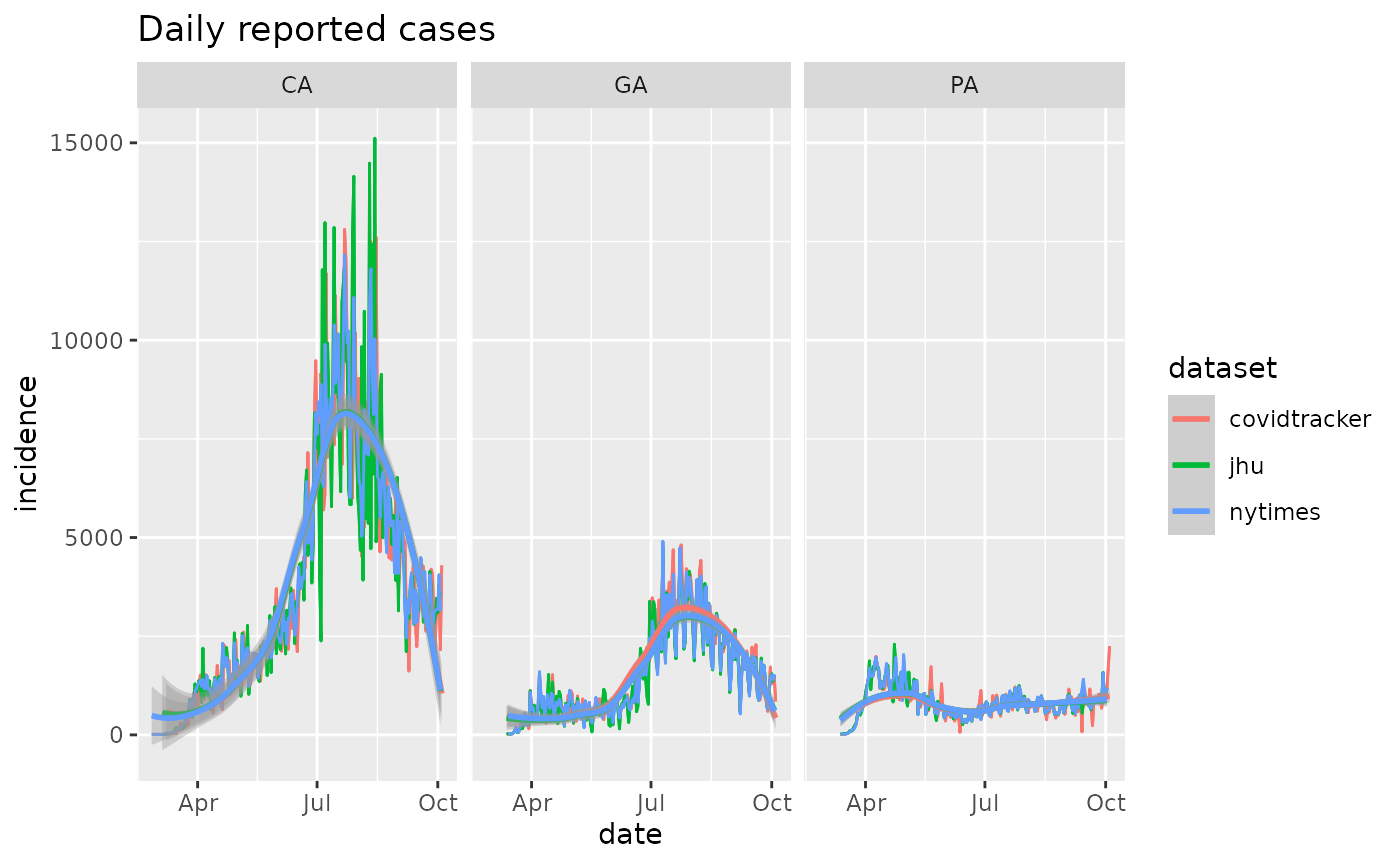 Daily reported cases
CA GA PA
15000
10000
5000
0
incidence
Apr Jul Oct Apr Jul Oct Apr Jul Oct
date
dataset
covidtracker
jhu
nytimes